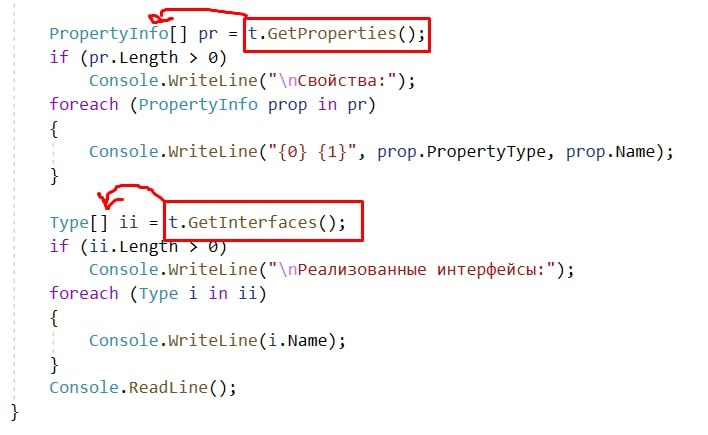 PropertyInfo[] pr = t.GetProperties();
if (pr.Length > 0)
Console.WriteLine("\nСвойства:");
foreach (PropertyInfo prop in pr)
{
Console.WriteLine("{0} {1}", prop.PropertyType, prop.Name);
}
Type[] ii = t.GetInterfaces();
if (ii.Length > 0)
Console.WriteLine("\nРеализованные интерфейсы:");
foreach (Type i in ii)
{
Console.WriteLine(i.Name);
}
Console.ReadLine();
}